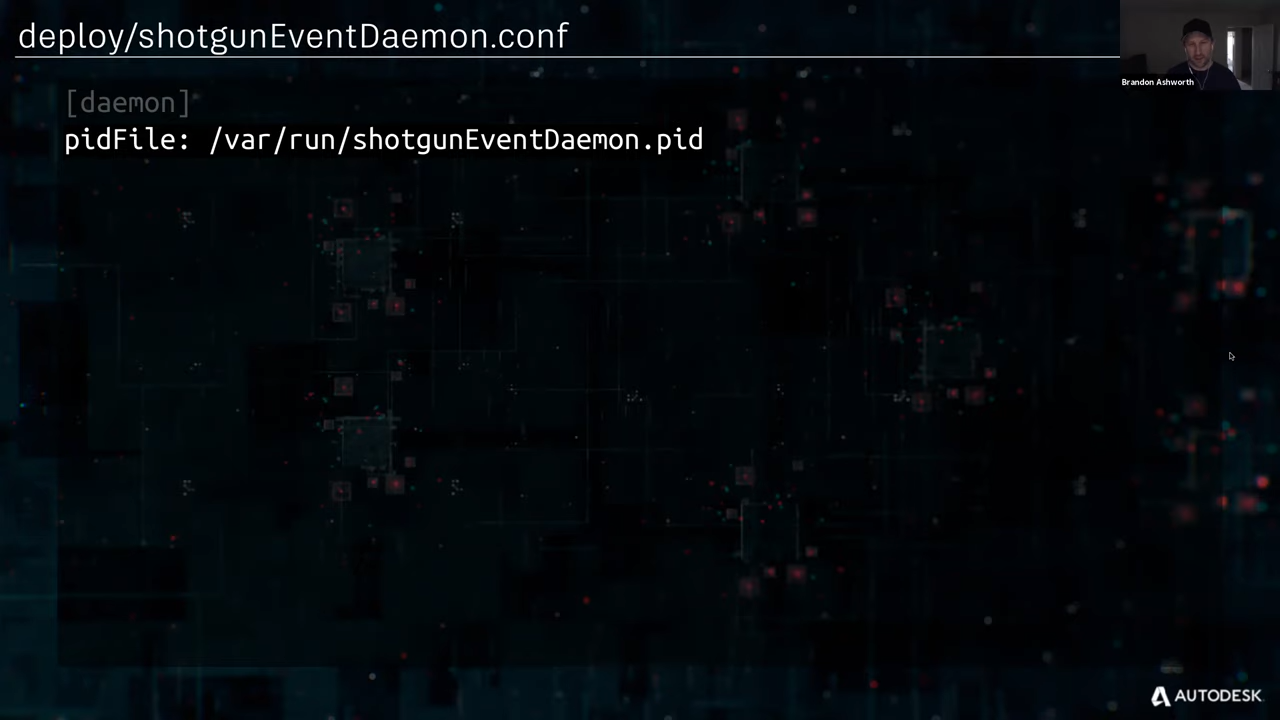 deploy/shotgunEventDaemon.conf
Brandon Ashworth
[daemon]
pidFile: /var/run/shotgunEventDaemon.pid
AUTODESK